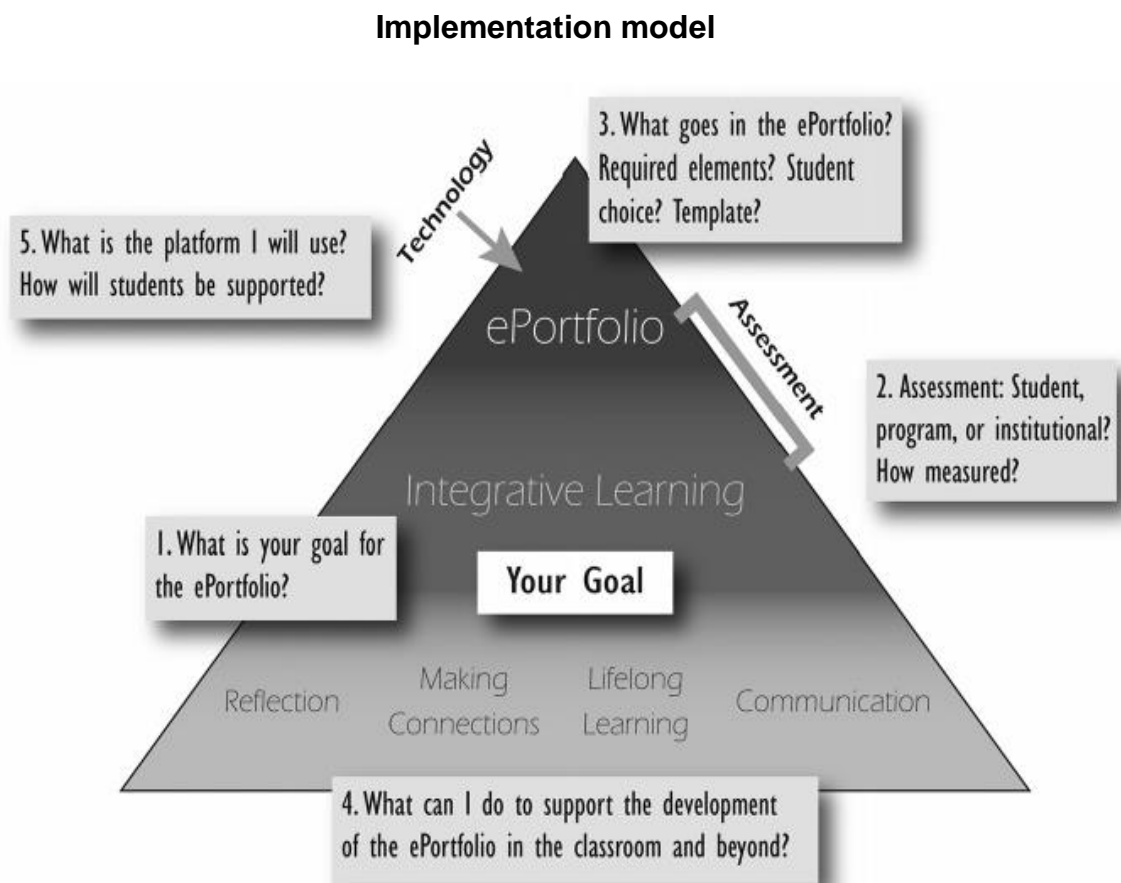 Implementation model
3. What goes in the ePortfolio?
Required elements? Student
choice? Template?
Technology
5. What is the platform I will use?
How will students be supported?
ePortfolio
Assessment
2. Assessment: Student,
program, or institutional?
How measured?
Integrative Learning
1. What is your goal for
the ePortfolio?
Your Goal
Reflection
Making
Connections
Lifelong
Learning
Communication
4. What can I do to support the development
of the ePortfolio in the classroom and beyond?